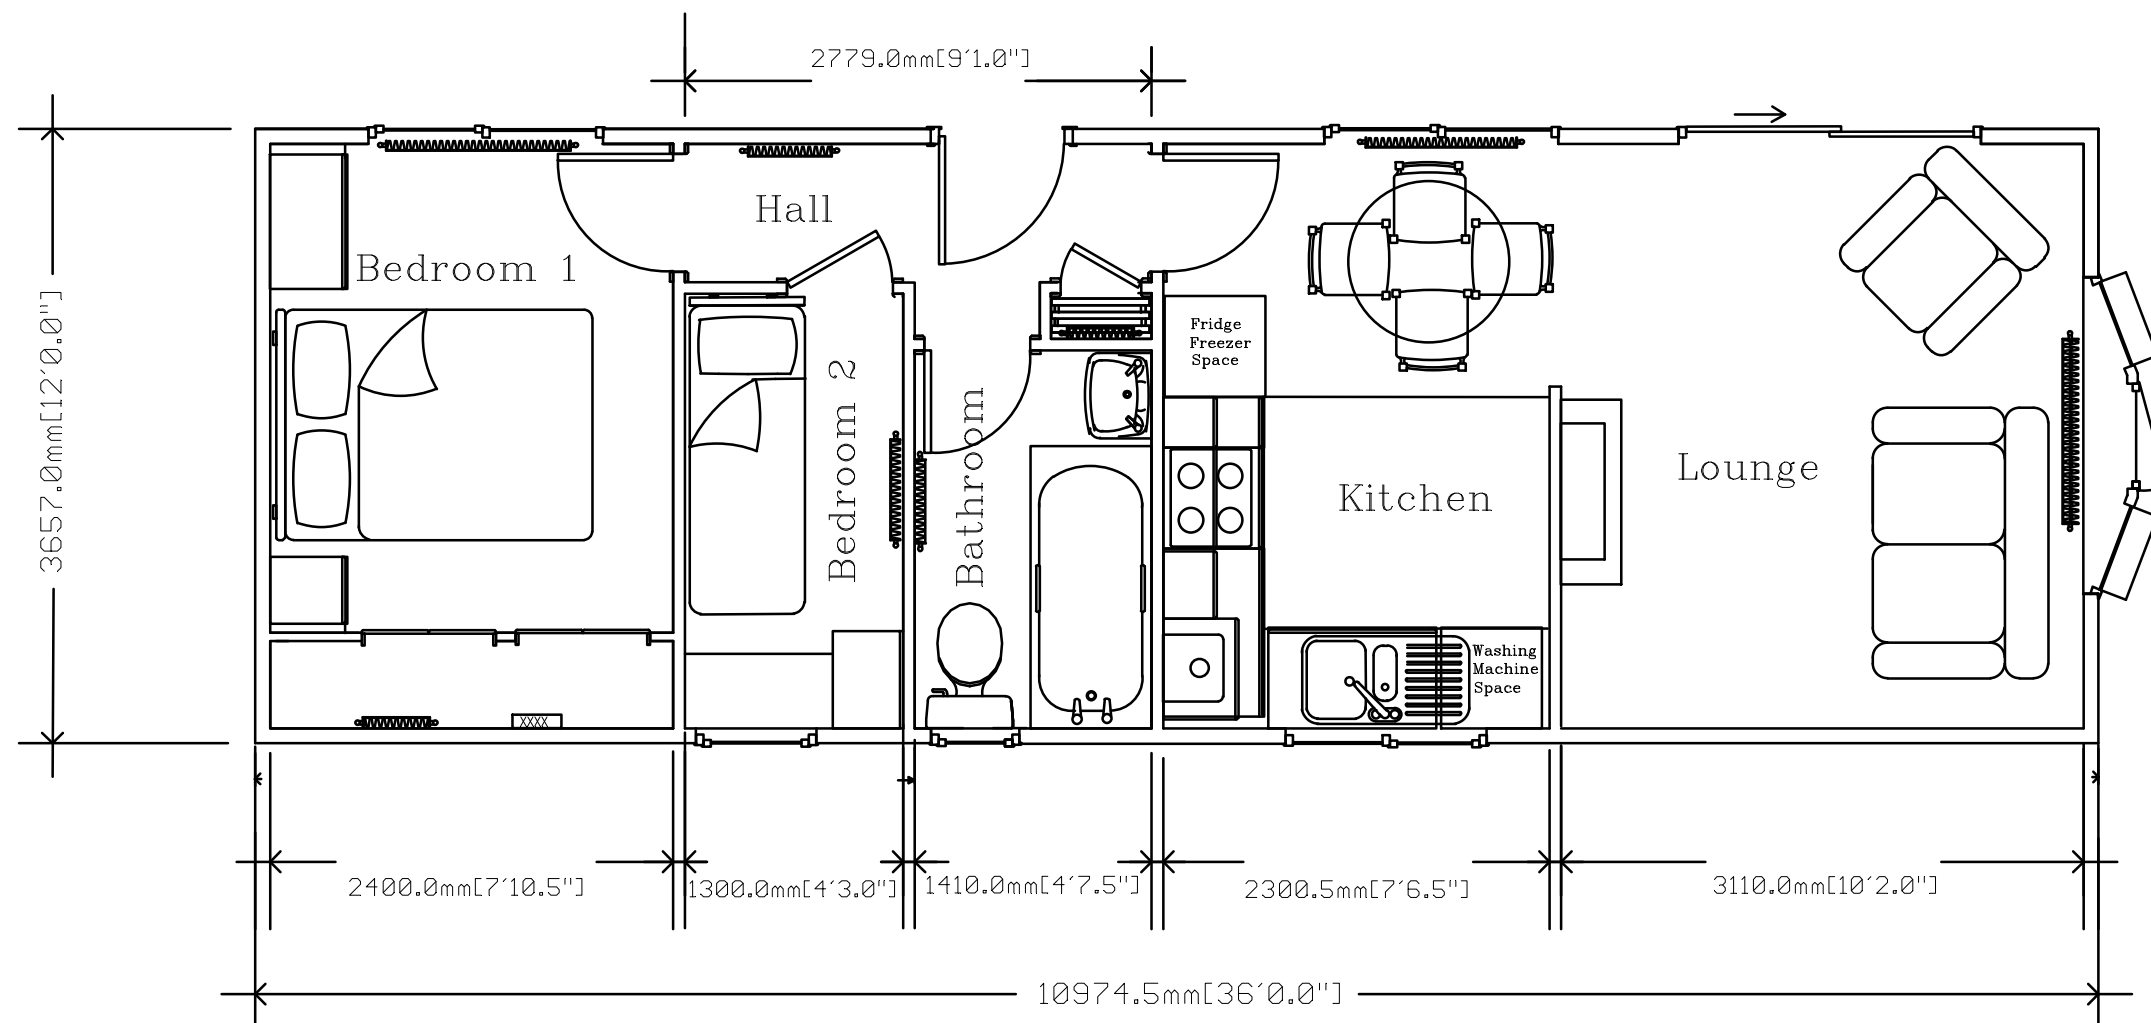 2779.0mm[9'1.0"]
Hall
Bedroom 1
3657.0mm[12'0.0"]
Fridge
Freezer
Space
Bedroom 2
Bathroom
Kitchen
Lounge
Washing
Machine
Space
XXXX
2400.0mm[7'10.5"]
1300.0mm[4'3.0"]
1410.0mm[4'7.5"]
2300.5mm[7'6.5"]
3110.0mm[10'2.0"]
10974.5mm[36'0.0"]